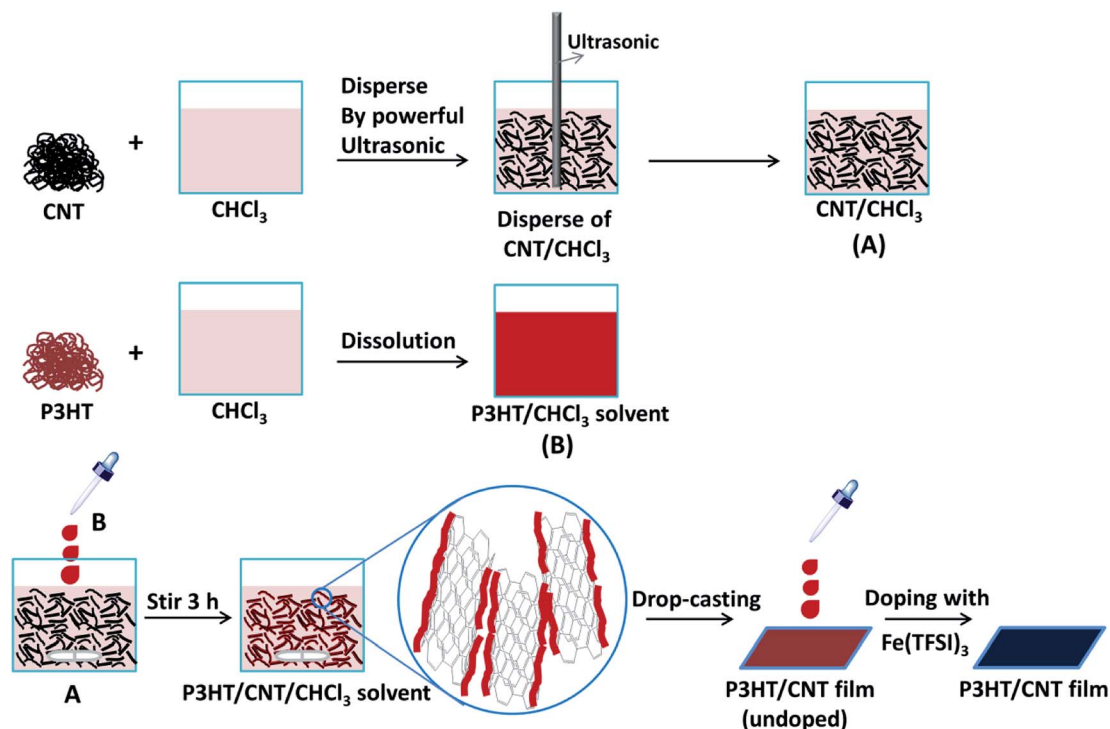 Ultrasonic
Disperse
By powerful
Ultrasonic
+
CNT
CHCl₃
Disperse of
CNT/CHCl₃
CNT/CHCl₃
(A)
+
Dissolution
P3HT
CHCl₃
P3HT/CHCl₃ solvent
(B)
B
Stir 3 h
A
P3HT/CNT/CHCl₃ solvent
Drop-casting
Doping with
Fe(TFSI)₃
P3HT/CNT film
(undoped)
P3HT/CNT film